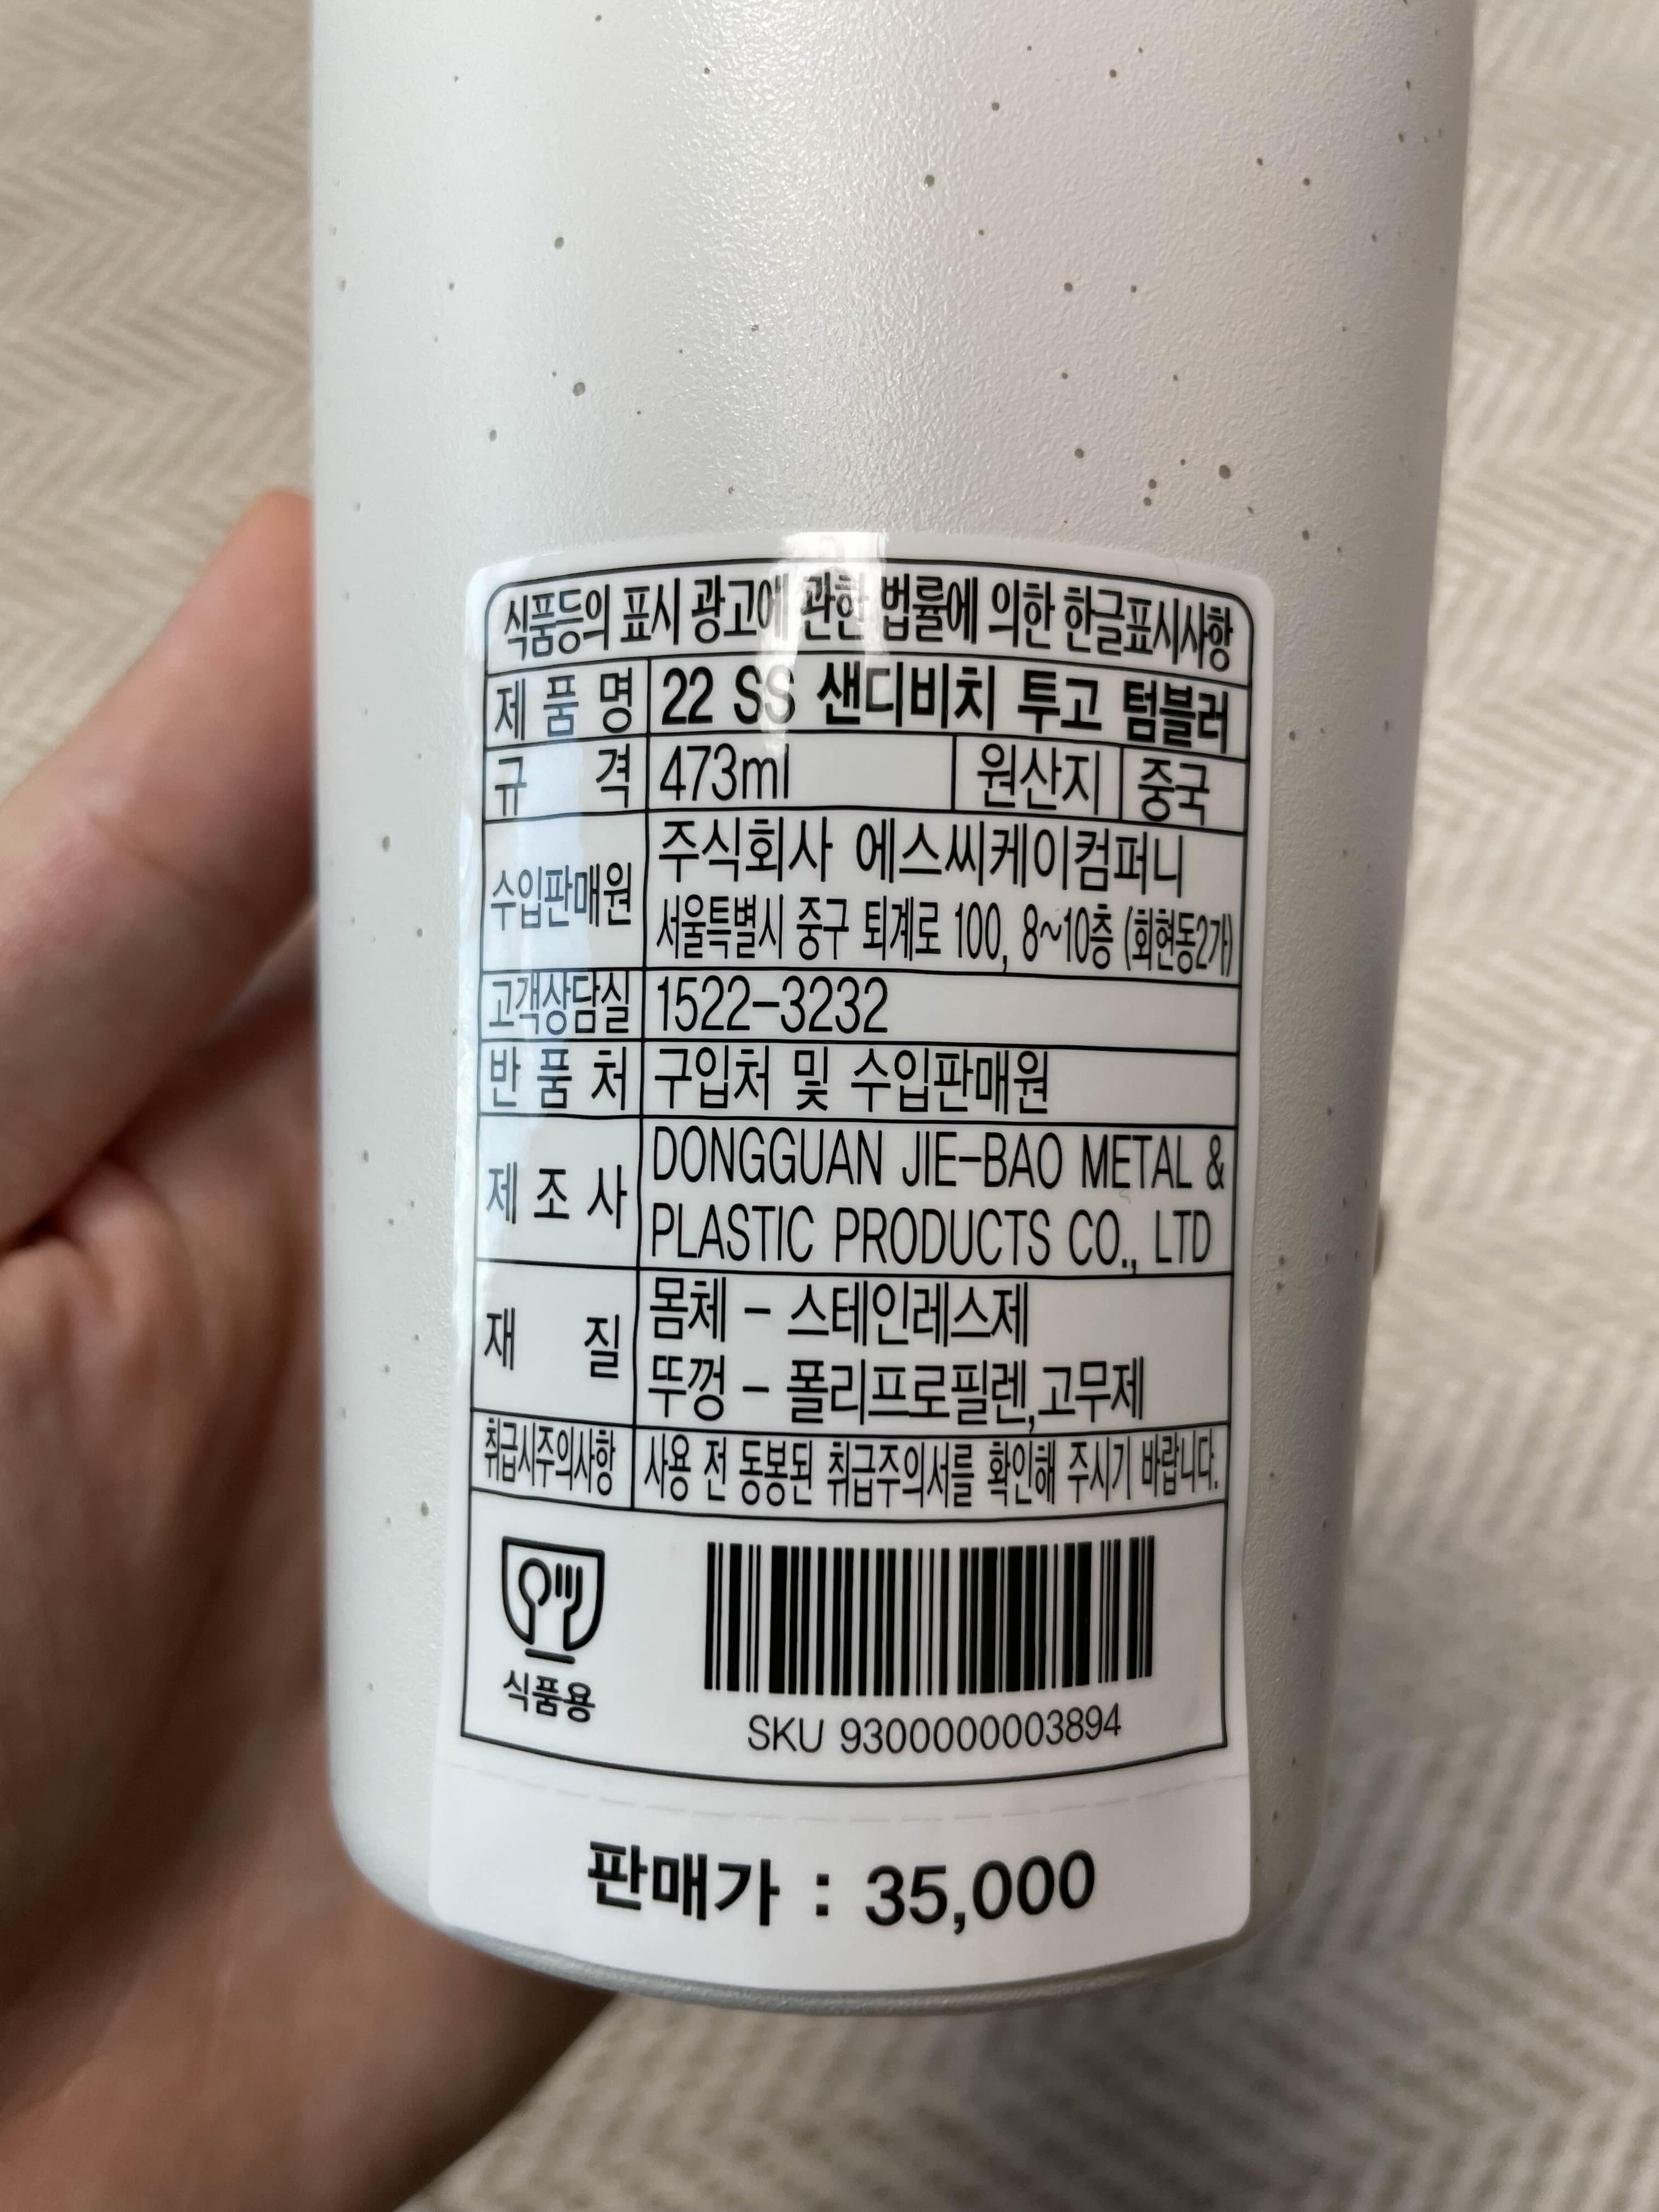 식품등의 표시 광고에 관한 법률에 의한 한글표시사항
제 품 명 22 SS 샌디비치 투고 텀블러
규 격 473ml 원산지 중국
수입판매원 주식회사 에스씨케이컴퍼니
서울특별시 중구 퇴계로 100, 8~10층 (회현동2가)
고객상담실 1522-3232
반 품 처 구입처 및 수입판매원
제 조 사 DONGGUAN JIE-BAO METAL &
PLASTIC PRODUCTS CO., LTD
재 질 몸체 - 스테인레스제
뚜껑 - 폴리프로필렌,고무제
취급시주의사항 사용 전 동봉된 취급주의서를 확인해 주시기 바랍니다.
식품용
SKU 9300000003894
판매가 : 35,000